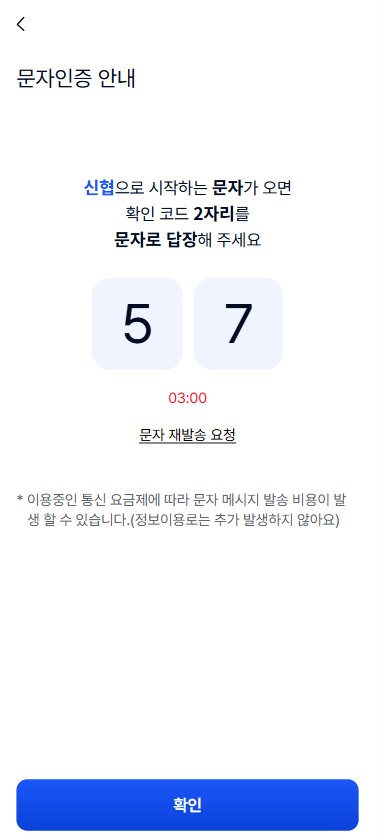 문자인증 안내
신협으로 시작하는 문자가 오면
확인 코드 2자리를
문자로 답장해 주세요
5 7
03:00
문자 재발송 요청
* 이용중인 통신 요금제에 따라 문자 메시지 발송 비용이 발
생 할 수 있습니다.(정보이용로는 추가 발생하지 않아요)
확인